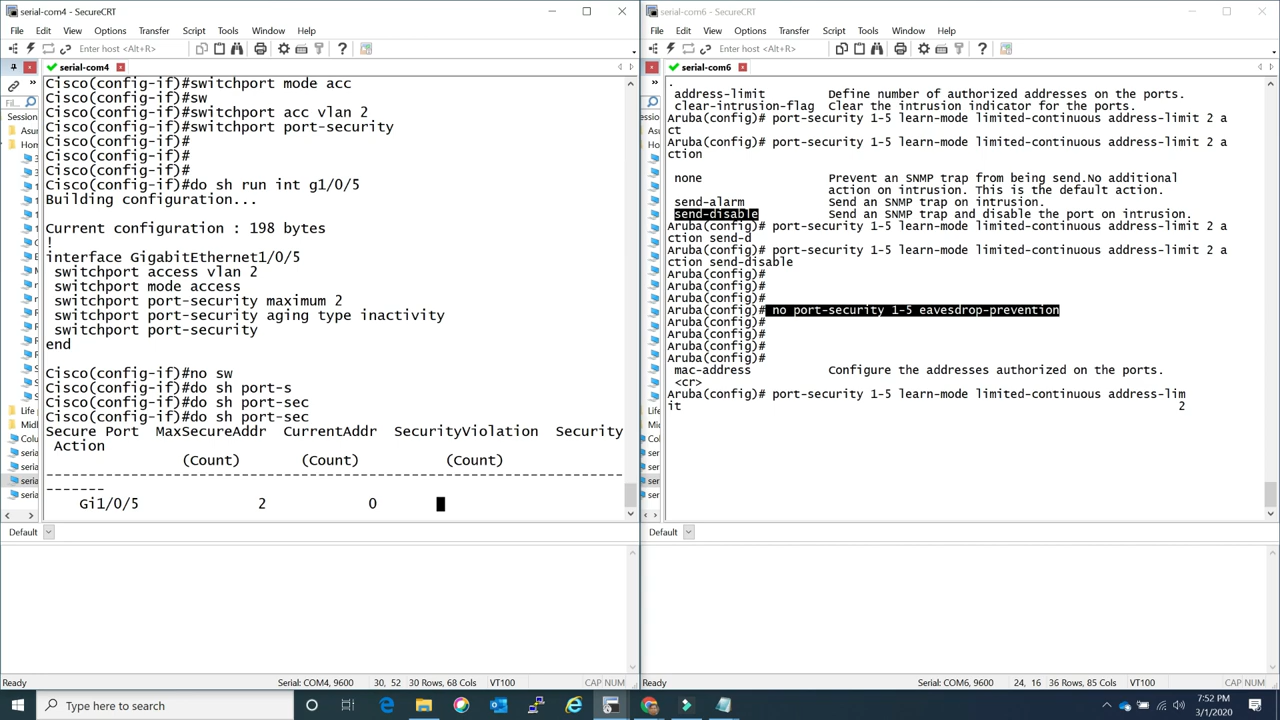 serial-com4 - SecureCRT
File Edit View Options Transfer Script Tools Window Help
Enter host <Alt+R>
serial-com4
Sessio
Asu
Hom
Life
Midl
Colu
seria
seria
seria
seria
Cisco(config-if)#switchport mode acc
Cisco(config-if)#sw
Cisco(config-if)#switchport acc vlan 2
Cisco(config-if)#switchport port-security
Cisco(config-if)#
Cisco(config-if)#
Cisco(config-if)#
Cisco(config-if)#do sh run int g1/0/5
Building configuration...
Current configuration : 198 bytes
!
interface GigabitEthernet1/0/5
switchport access vlan 2
switchport mode access
switchport port-security maximum 2
switchport port-security aging type inactivity
switchport port-security
end
Cisco(config-if)#no sw
Cisco(config-if)#do sh port-s
Cisco(config-if)#do sh port-sec
Cisco(config-if)#do sh port-sec
Secure Port MaxSecureAddr CurrentAddr SecurityViolation Security
Action
(Count) (Count) (Count)
---------------------------------------------------------------------
-------
Gi1/0/5 2 0
Default
Ready
Serial: COM4, 9600 30, 52 30 Rows, 68 Cols VT100 CAP NUM
serial-com6 - SecureCRT
File Edit View Options Transfer Script Tools Window Help
Enter host <Alt+R>
serial-com6
.
address-limit Define number of authorized addresses on the ports.
clear-intrusion-flag Clear the intrusion indicator for the ports.
Aruba(config)# port-security 1-5 learn-mode limited-continuous address-limit 2 a
ct
Aruba(config)# port-security 1-5 learn-mode limited-continuous address-limit 2 a
ction
none Prevent an SNMP trap from being send.No additional
action on intrusion. This is the default action.
send-alarm Send an SNMP trap on intrusion.
send-disable Send an SNMP trap and disable the port on intrusion.
Aruba(config)# port-security 1-5 learn-mode limited-continuous address-limit 2 a
ction send-d
Aruba(config)# port-security 1-5 learn-mode limited-continuous address-limit 2 a
ction send-disable
Aruba(config)#
Aruba(config)#
Aruba(config)#
Aruba(config)# no port-security 1-5 eavesdrop-prevention
Aruba(config)#
Aruba(config)#
Aruba(config)#
Aruba(config)#
mac-address Configure the addresses authorized on the ports.
<cr>
Aruba(config)# port-security 1-5 learn-mode limited-continuous address-lim
it 2
Default
Ready
Serial: COM6, 9600 24, 16 36 Rows, 85 Cols VT100 CAP NUM
Type here to search
7:52 PM
3/1/2020